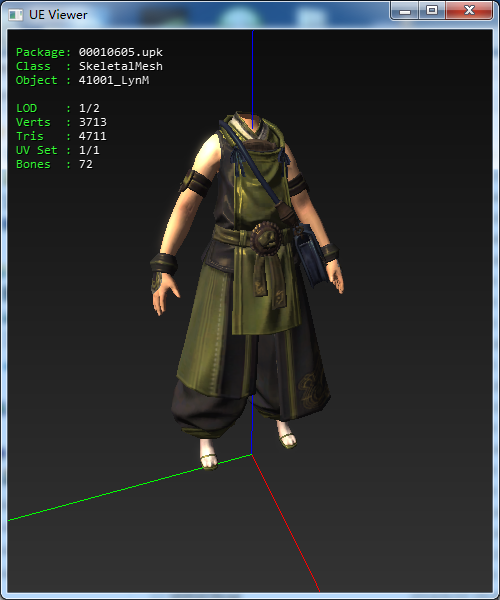 UE Viewer
Package: 00010605.upk
Class : SkeletalMesh
Object : 41001_LynM
LOD : 1/2
Verts : 3713
Tris : 4711
UV Set : 1/1
Bones : 72